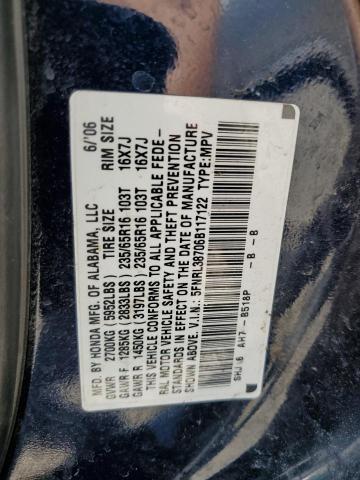 MFD. BY HONDA MFG. OF ALABAMA, LLC 6/'06
GVWR 2700KG (5952LBS) TIRE SIZE RIM SIZE
GAWR F 1285KG (2833LBS) 235/65R16 103T 16X7J
GAWR R 1450KG (3197LBS) 235/65R16 103T 16X7J
THIS VEHICLE CONFORMS TO ALL APPLICABLE FEDE-
RAL MOTOR VEHICLE SAFETY AND THEFT PREVENTION
STANDARDS IN EFFECT ON THE DATE OF MANUFACTURE
SHOWN ABOVE. V.I.N.: 5FNRL38706B117122 TYPE:MPV
SHJ 6 AH7- B518P - B - B